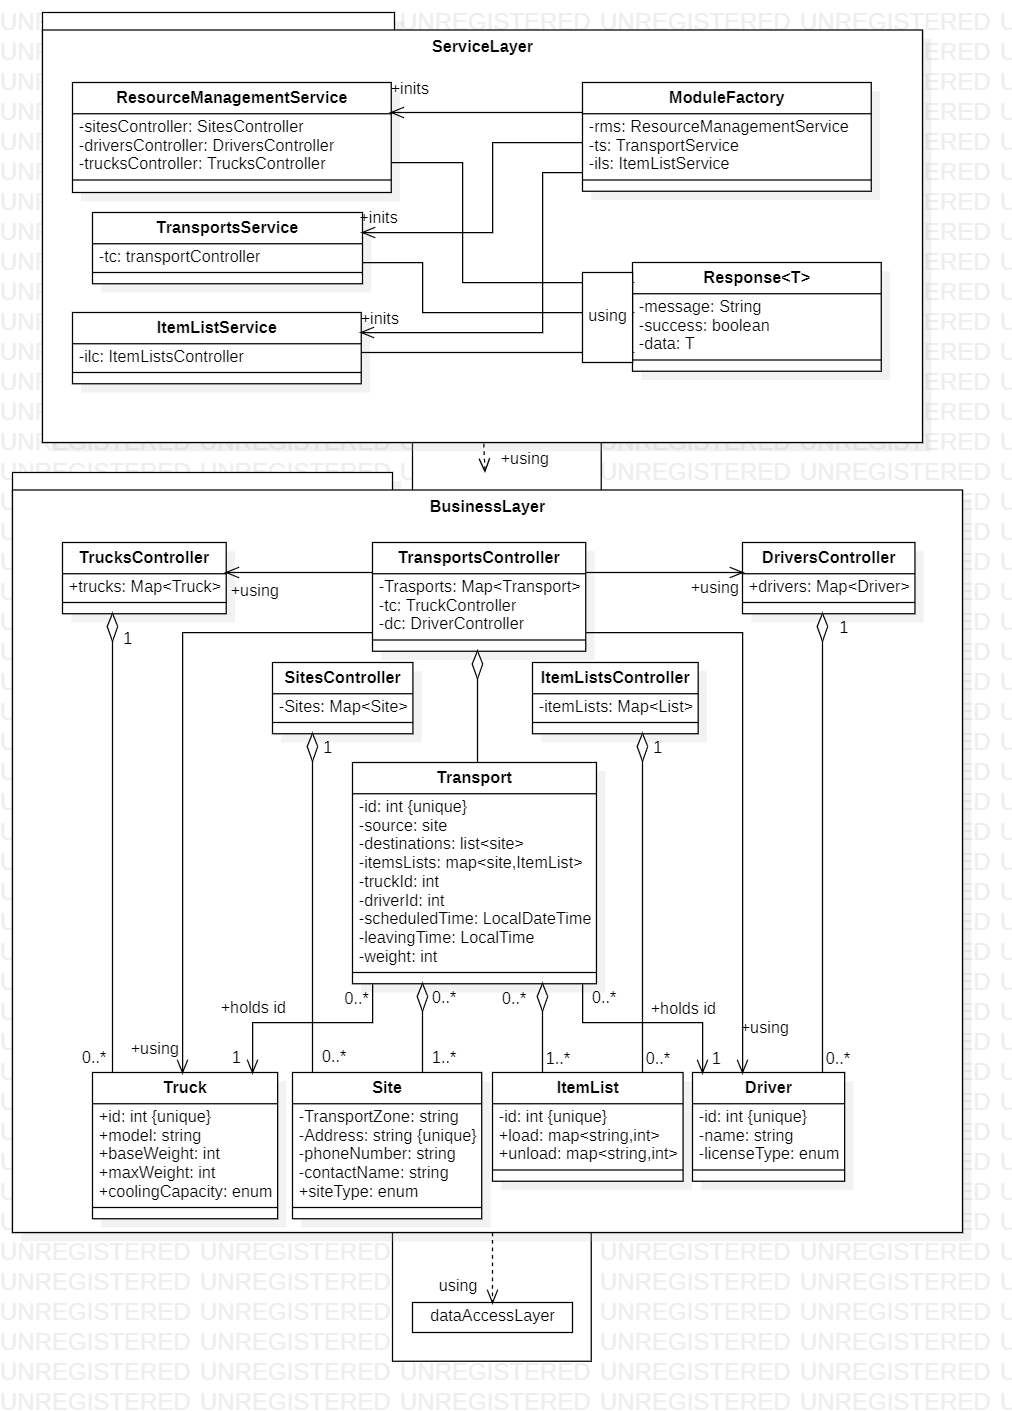 ServiceLayer
ResourceManagementService
-sitesController: SitesController
-driversController: DriversController
-trucksController: TrucksController
+inits
ModuleFactory
-rms: ResourceManagementService
-ts: TransportService
-ils: ItemListService
TransportsService
-tc: transportController
+inits
ItemListService
-ilc: ItemListsController
+inits
using
Response<T>
-message: String
-success: boolean
-data: T
+using
BusinessLayer
TrucksController
+trucks: Map<Truck>
+using
1
TransportsController
-Trasports: Map<Transport>
-tc: TruckController
-dc: DriverController
+using
DriversController
+drivers: Map<Driver>
1
SitesController
-Sites: Map<Site>
1
ItemListsController
-itemLists: Map<List>
1
Transport
-id: int {unique}
-source: site
-destinations: list<site>
-itemsLists: map<site,ItemList>
-truckId: int
-driverId: int
-scheduledTime: LocalDateTime
-leavingTime: LocalTime
-weight: int
0..*
0..*
0..*
0..*
+holds id
+holds id
+using
+using
0..*
1
0..*
1..*
1..*
0..*
1
0..*
Truck
+id: int {unique}
+model: string
+baseWeight: int
+maxWeight: int
+coolingCapacity: enum
Site
-TransportZone: string
-Address: string {unique}
-phoneNumber: string
-contactName: string
+siteType: enum
ItemList
-id: int {unique}
+load: map<string,int>
+unload: map<string,int>
Driver
-id: int {unique}
-name: string
-licenseType: enum
using
dataAccessLayer
UNREGISTERED UNREGISTERED UNREGISTERED UNREGISTERED UNREGISTERED